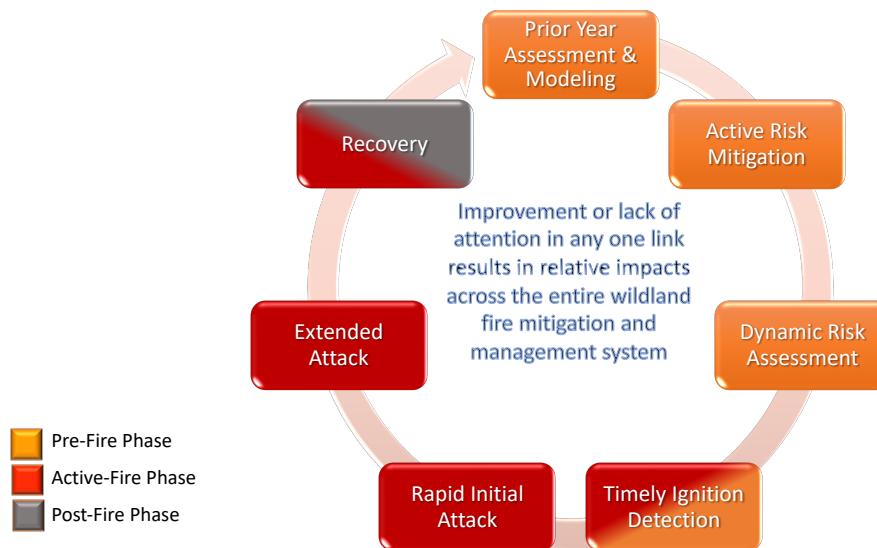 Prior Year
Assessment &
Modeling
Active Risk
Mitigation
Dynamic Risk
Assessment
Timely Ignition
Detection
Rapid Initial
Attack
Extended
Attack
Recovery
Improvement or lack of
attention in any one link
results in relative impacts
across the entire wildland
fire mitigation and
management system
Pre-Fire Phase
Active-Fire Phase
Post-Fire Phase